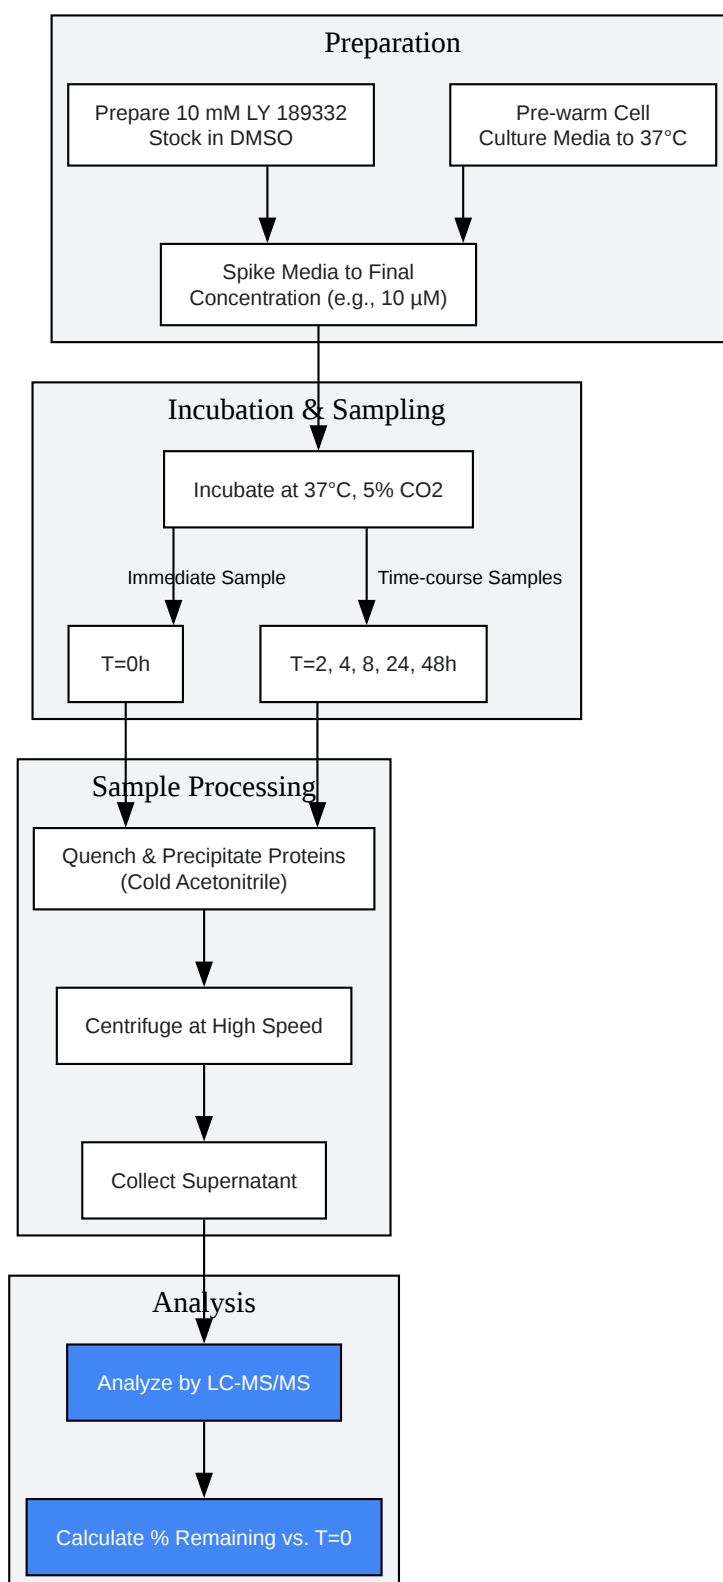 Preparation
Prepare 10 mM LY 189332
Stock in DMSO
Pre-warm Cell
Culture Media to 37°C
Spike Media to Final
Concentration (e.g., 10 µM)
Incubation & Sampling
Incubate at 37°C, 5% CO2
Immediate Sample
Time-course Samples
T=0h
T=2, 4, 8, 24, 48h
Sample Processing
Quench & Precipitate Proteins
(Cold Acetonitrile)
Centrifuge at High Speed
Collect Supernatant
Analysis
Analyze by LC-MS/MS
Calculate % Remaining vs. T=0